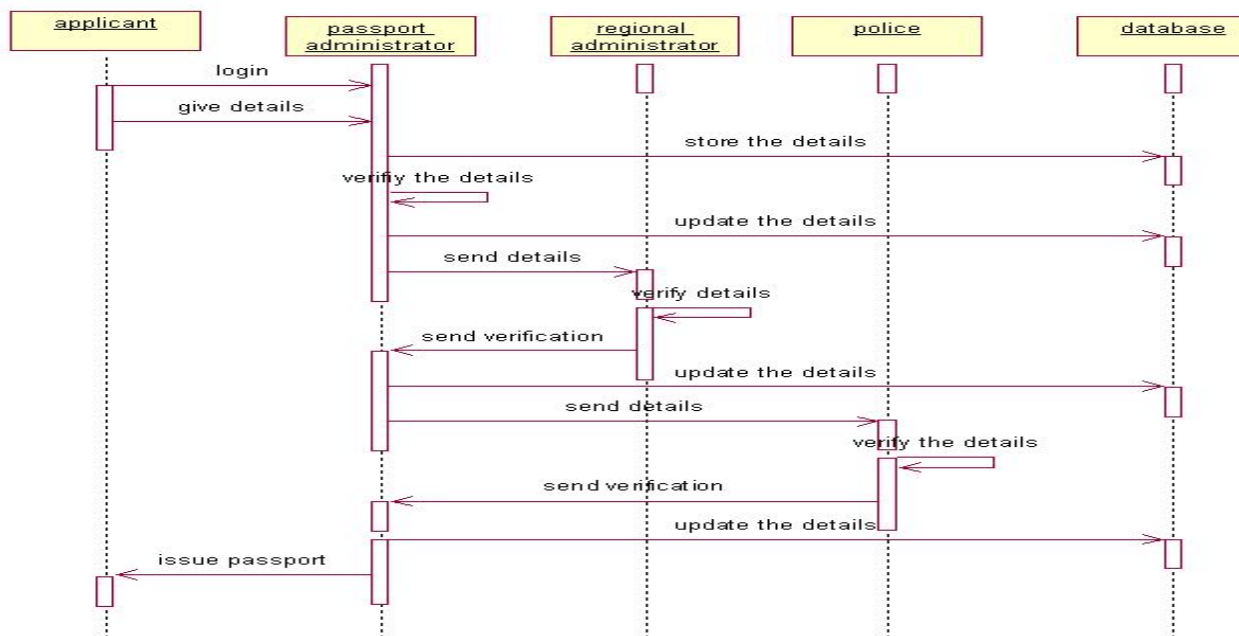 applicant
passport
administrator
regional
administrator
police
database
login
give details
store the details
verifiy the details
update the details
send details
verify details
send verification
update the details
send details
verify the details
send verification
update the details
issue passport